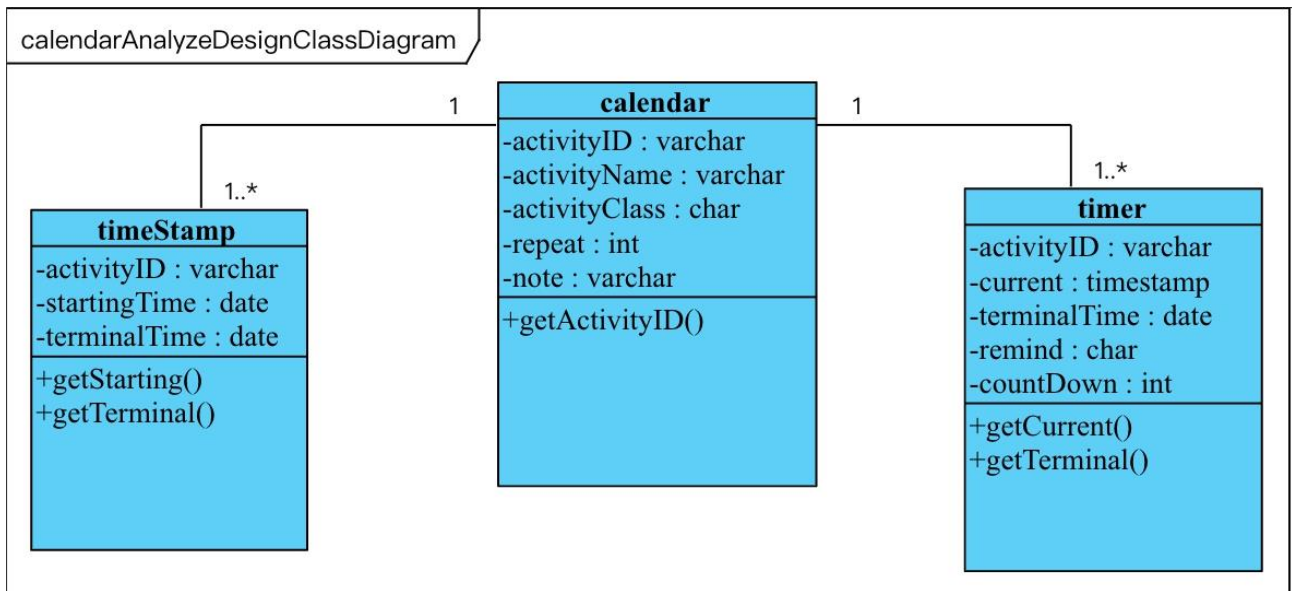 calendarAnalyzeDesignClassDiagram
1
calendar
-activityID : varchar
-activityName : varchar
-activityClass : char
-repeat : int
-note : varchar
+getActivityID()
1
1..*
timeStamp
-activityID : varchar
-startingTime : date
-terminalTime : date
+getStarting()
+getTerminal()
1..*
timer
-activityID : varchar
-current : timestamp
-terminalTime : date
-remind : char
-countDown : int
+getCurrent()
+getTerminal()